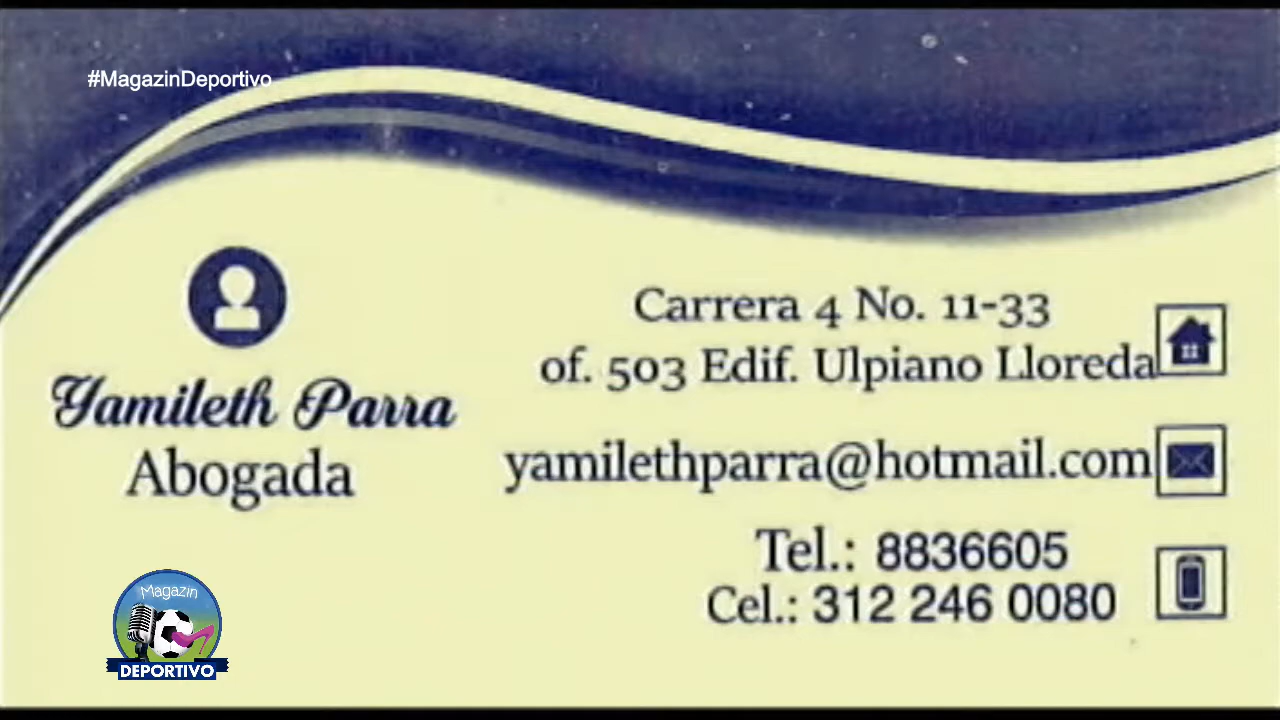 #MagazinDeportivo
Yamileth Parra
Abogada
Carrera 4 No. 11-33
of. 503 Edif. Ulpiano Lloreda
yamilethparra@hotmail.com
Tel.: 8836605
Cel.: 312 246 0080
Magazin
DEPORTIVO